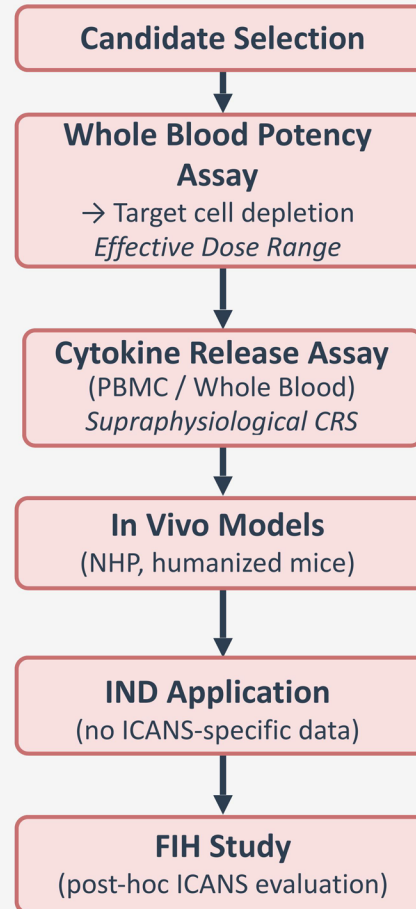 Candidate Selection
Whole Blood Potency
Assay
→ Target cell depletion
Effective Dose Range
Cytokine Release Assay
(PBMC / Whole Blood)
Supraphysiological CRS
In Vivo Models
(NHP, humanized mice)
IND Application
(no ICANS-specific data)
FIH Study
(post-hoc ICANS evaluation)